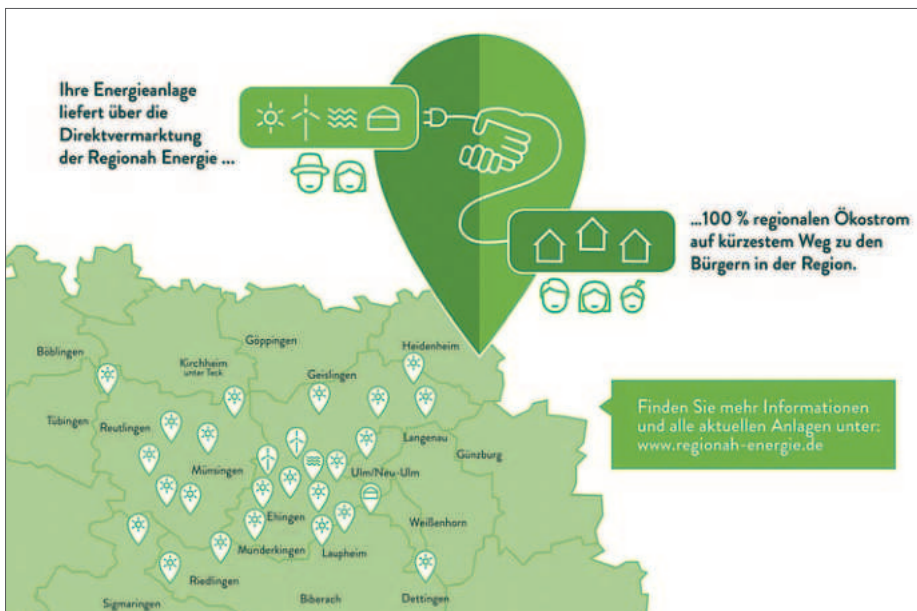 Ihre Energieanlage
liefert über die
Direktvermarktung
der Regionah Energie ...
...100 % regionalen Ökostrom
auf kürzestem Weg zu den
Bürgern in der Region.
Böblingen
Kirchheim
unter Teck
Göppingen
Heidenheim
Geislingen
Tübingen
Reutlingen
Langenau
Günzburg
Münsingen
Ulm/Neu-Ulm
Ehingen
Weißenhorn
Munderkingen
Laupheim
Riedlingen
Sigmaringen
Biberach
Dettingen
Finden Sie mehr Informationen
und alle aktuellen Anlagen unter:
www.regionah-energie.de